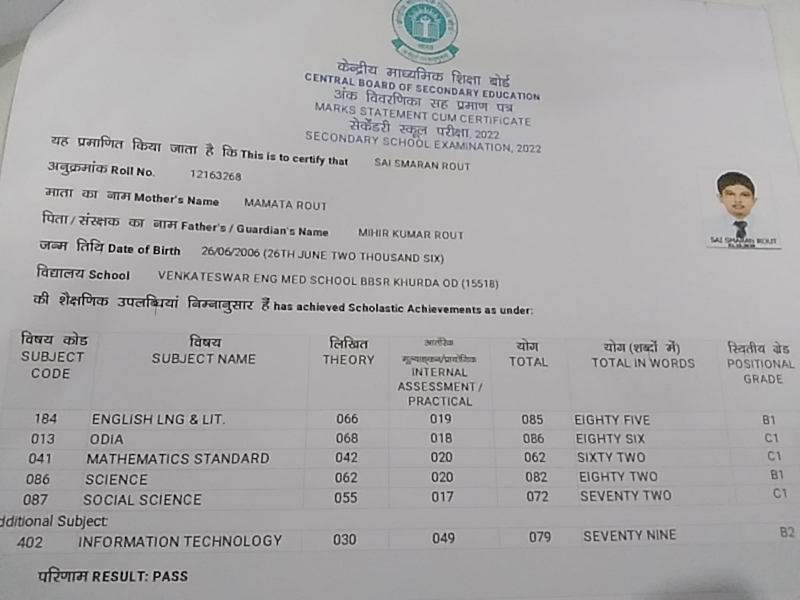 केन्द्रीय माध्यमिक शिक्षा बोर्ड
CENTRAL BOARD OF SECONDARY EDUCATION
अंक विवरणिका सह प्रमाण पत्र
MARKS STATEMENT CUM CERTIFICATE
सेकेंडरी स्कूल परीक्षा, 2022
SECONDARY SCHOOL EXAMINATION, 2022
यह प्रमाणित किया जाता है कि This is to certify that SAI SMARAN ROUT
अनुक्रमांक Roll No. 12163268
माता का नाम Mother's Name MAMATA ROUT
पिता / संरक्षक का नाम Father's / Guardian's Name MIHIR KUMAR ROUT
जन्म तिथि Date of Birth 26/06/2006 (26TH JUNE TWO THOUSAND SIX)
विद्यालय School VENKATESWAR ENG MED SCHOOL BBSR KHURDA OD (15518)
SAI SMARAN ROUT
की शैक्षणिक उपलब्धियां निम्नानुसार हैं has achieved Scholastic Achievements as under:
विषय कोड SUBJECT CODE विषय SUBJECT NAME लिखित THEORY आतंरिक मूल्याङ्कन/प्रायोगिक INTERNAL ASSESSMENT / PRACTICAL योग TOTAL योग (शब्दों में) TOTAL IN WORDS स्थितीय ग्रेड POSITIONAL GRADE
184 ENGLISH LNG & LIT. 066 019 085 EIGHTY FIVE B1
013 ODIA 068 018 086 EIGHTY SIX C1
041 MATHEMATICS STANDARD 042 020 062 SIXTY TWO C1
086 SCIENCE 062 020 082 EIGHTY TWO B1
087 SOCIAL SCIENCE 055 017 072 SEVENTY TWO C1
dditional Subject:
402 INFORMATION TECHNOLOGY 030 049 079 SEVENTY NINE B2
परिणाम RESULT: PASS